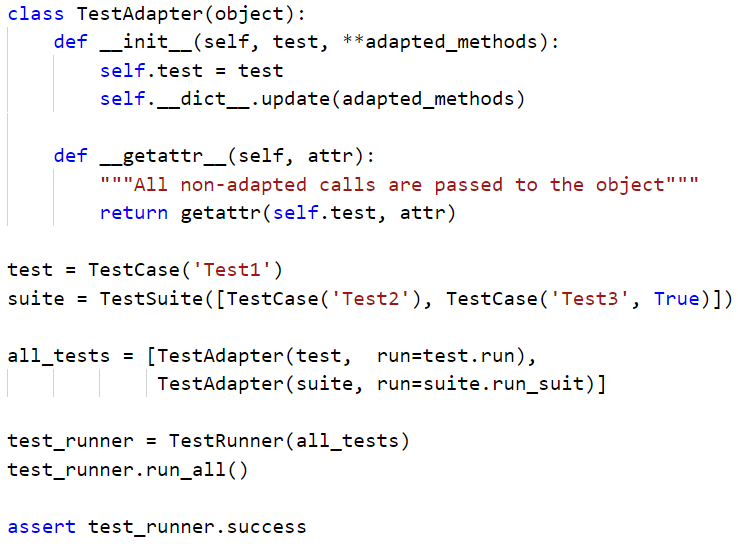 class TestAdapter(object):
    def __init__(self, test, **adapted_methods):
        self.test = test
        self.__dict__.update(adapted_methods)

    def __getattr__(self, attr):
        """All non-adapted calls are passed to the object"""
        return getattr(self.test, attr)

test = TestCase('Test1')
suite = TestSuite([TestCase('Test2'), TestCase('Test3', True)])

all_tests = [TestAdapter(test,  run=test.run),
             TestAdapter(suite, run=suite.run_suit)]

test_runner = TestRunner(all_tests)
test_runner.run_all()

assert test_runner.success